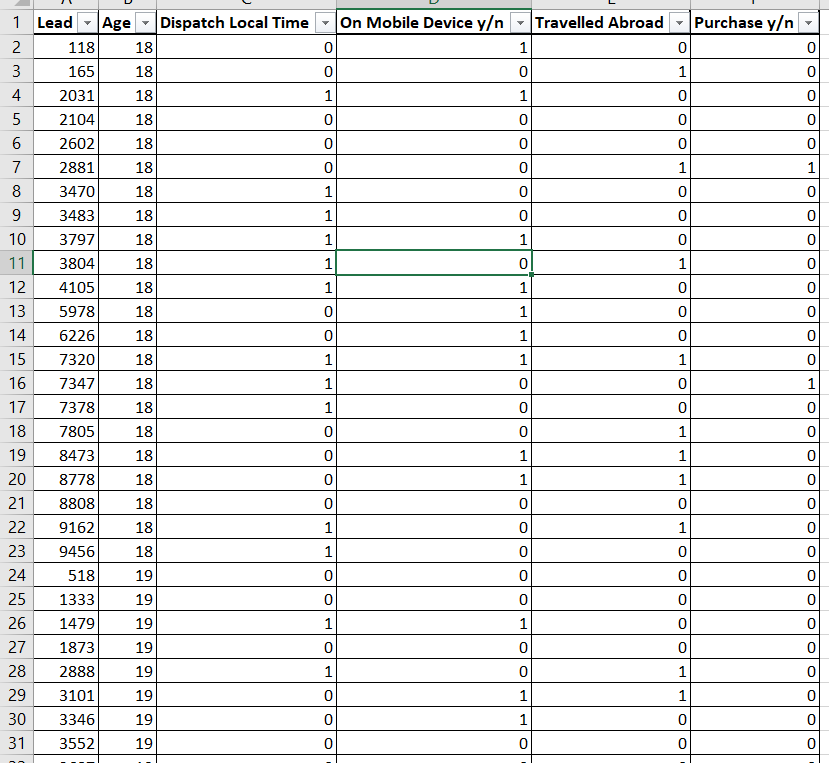 1 Lead Age Dispatch Local Time On Mobile Device y/n Travelled Abroad Purchase y/n
2 118 18 0 1 0 0
3 165 18 0 0 1 0
4 2031 18 1 1 0 0
5 2104 18 0 0 0 0
6 2602 18 0 0 0 0
7 2881 18 0 0 1 1
8 3470 18 1 0 0 0
9 3483 18 1 0 0 0
10 3797 18 1 1 0 0
11 3804 18 1 0 1 0
12 4105 18 1 1 0 0
13 5978 18 0 1 0 0
14 6226 18 0 1 0 0
15 7320 18 1 1 1 0
16 7347 18 1 0 0 1
17 7378 18 1 0 0 0
18 7805 18 0 0 1 0
19 8473 18 0 1 1 0
20 8778 18 0 1 1 0
21 8808 18 0 0 0 0
22 9162 18 1 0 1 0
23 9456 18 1 0 0 0
24 518 19 0 0 0 0
25 1333 19 0 0 0 0
26 1479 19 1 1 0 0
27 1873 19 0 0 0 0
28 2888 19 1 0 1 0
29 3101 19 0 1 1 0
30 3346 19 0 1 0 0
31 3552 19 0 0 0 0